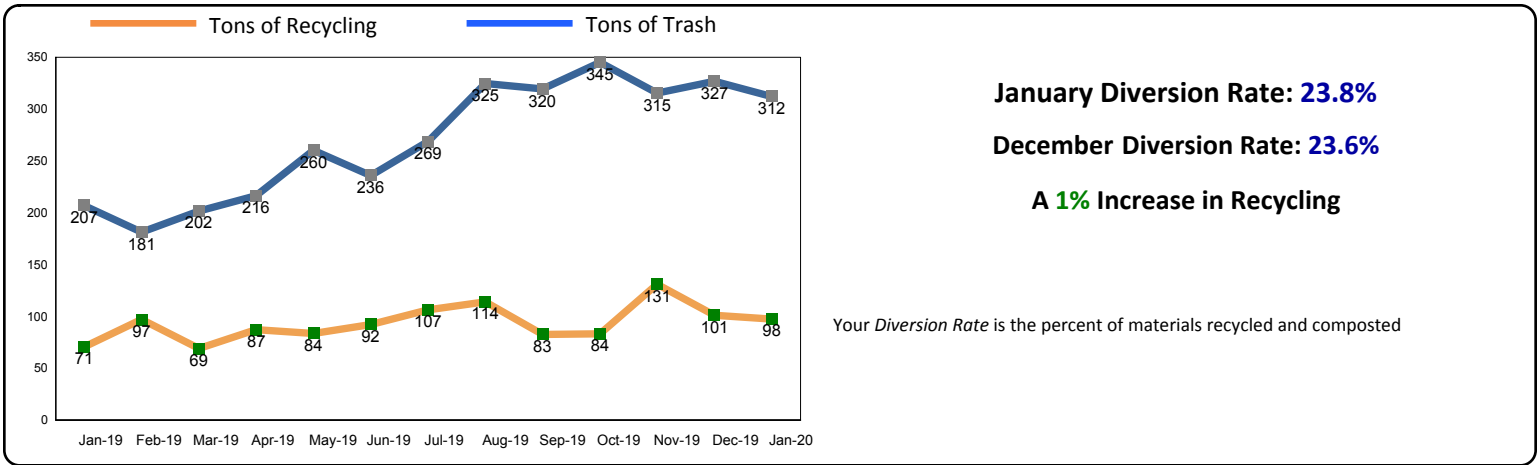 Tons of Recycling Tons of Trash
350
300
250
200
150
100
50
0
207 181 202 216 260 236 269 325 320 345 315 327 312
71 97 69 87 84 92 107 114 83 84 131 101 98
Jan-19 Feb-19 Mar-19 Apr-19 May-19 Jun-19 Jul-19 Aug-19 Sep-19 Oct-19 Nov-19 Dec-19 Jan-20
January Diversion Rate: 23.8%
December Diversion Rate: 23.6%
A 1% Increase in Recycling
Your Diversion Rate is the percent of materials recycled and composted